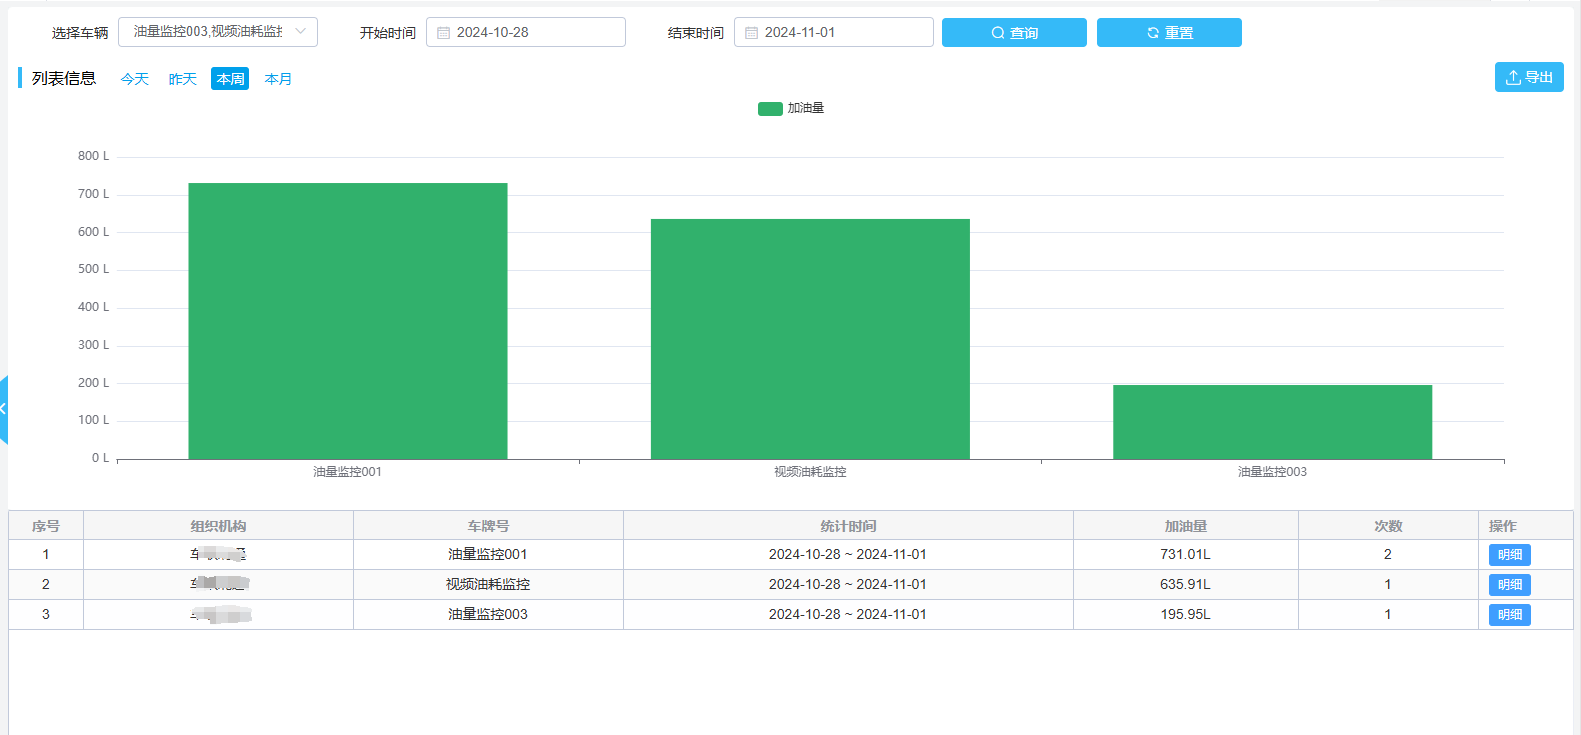 选择车辆 油量监控003,视频油耗监 开始时间 2024-10-28 结束时间 2024-11-01 查询 重置
列表信息 今天 昨天 本周 本月 导出
加油量
800 L
700 L
600 L
500 L
400 L
300 L
200 L
100 L
0 L
油量监控001 视频油耗监控 油量监控003
序号 组织机构 车牌号 统计时间 加油量 次数 操作
1 油量监控001 2024-10-28 ~ 2024-11-01 731.01L 2 明细
2 视频油耗监控 2024-10-28 ~ 2024-11-01 635.91L 1 明细
3 油量监控003 2024-10-28 ~ 2024-11-01 195.95L 1 明细